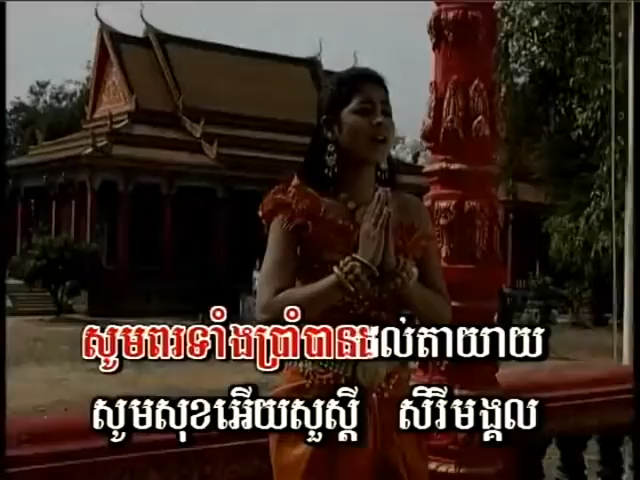 សូមពរទាំងប្រាំបានដល់តាយាយ
សូមសុខអើយសួស្តី សិរីមង្គល